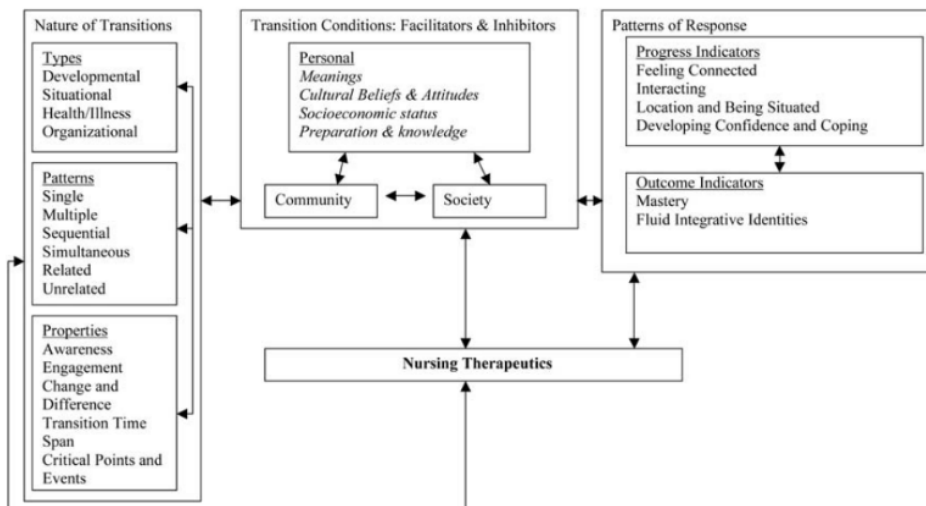 Nature of Transitions
Types
Developmental
Situational
Health/Illness
Organizational
Patterns
Single
Multiple
Sequential
Simultaneous
Related
Unrelated
Properties
Awareness
Engagement
Change and
Difference
Transition Time
Span
Critical Points and
Events
Transition Conditions: Facilitators & Inhibitors
Personal
Meanings
Cultural Beliefs & Attitudes
Socioeconomic status
Preparation & knowledge
Community
Society
Patterns of Response
Progress Indicators
Feeling Connected
Interacting
Location and Being Situated
Developing Confidence and Coping
Outcome Indicators
Mastery
Fluid Integrative Identities
Nursing Therapeutics